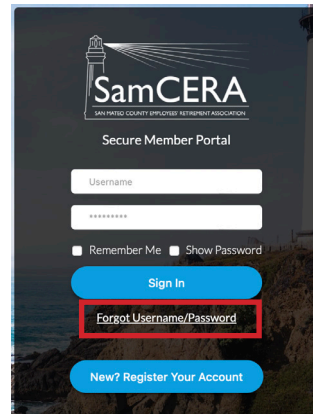 SamCERA
SAN MATEO COUNTY EMPLOYEES' RETIREMENT ASSOCIATION
Secure Member Portal
Username
*********
Remember Me Show Password
Sign In
Forgot Username/Password
New? Register Your Account